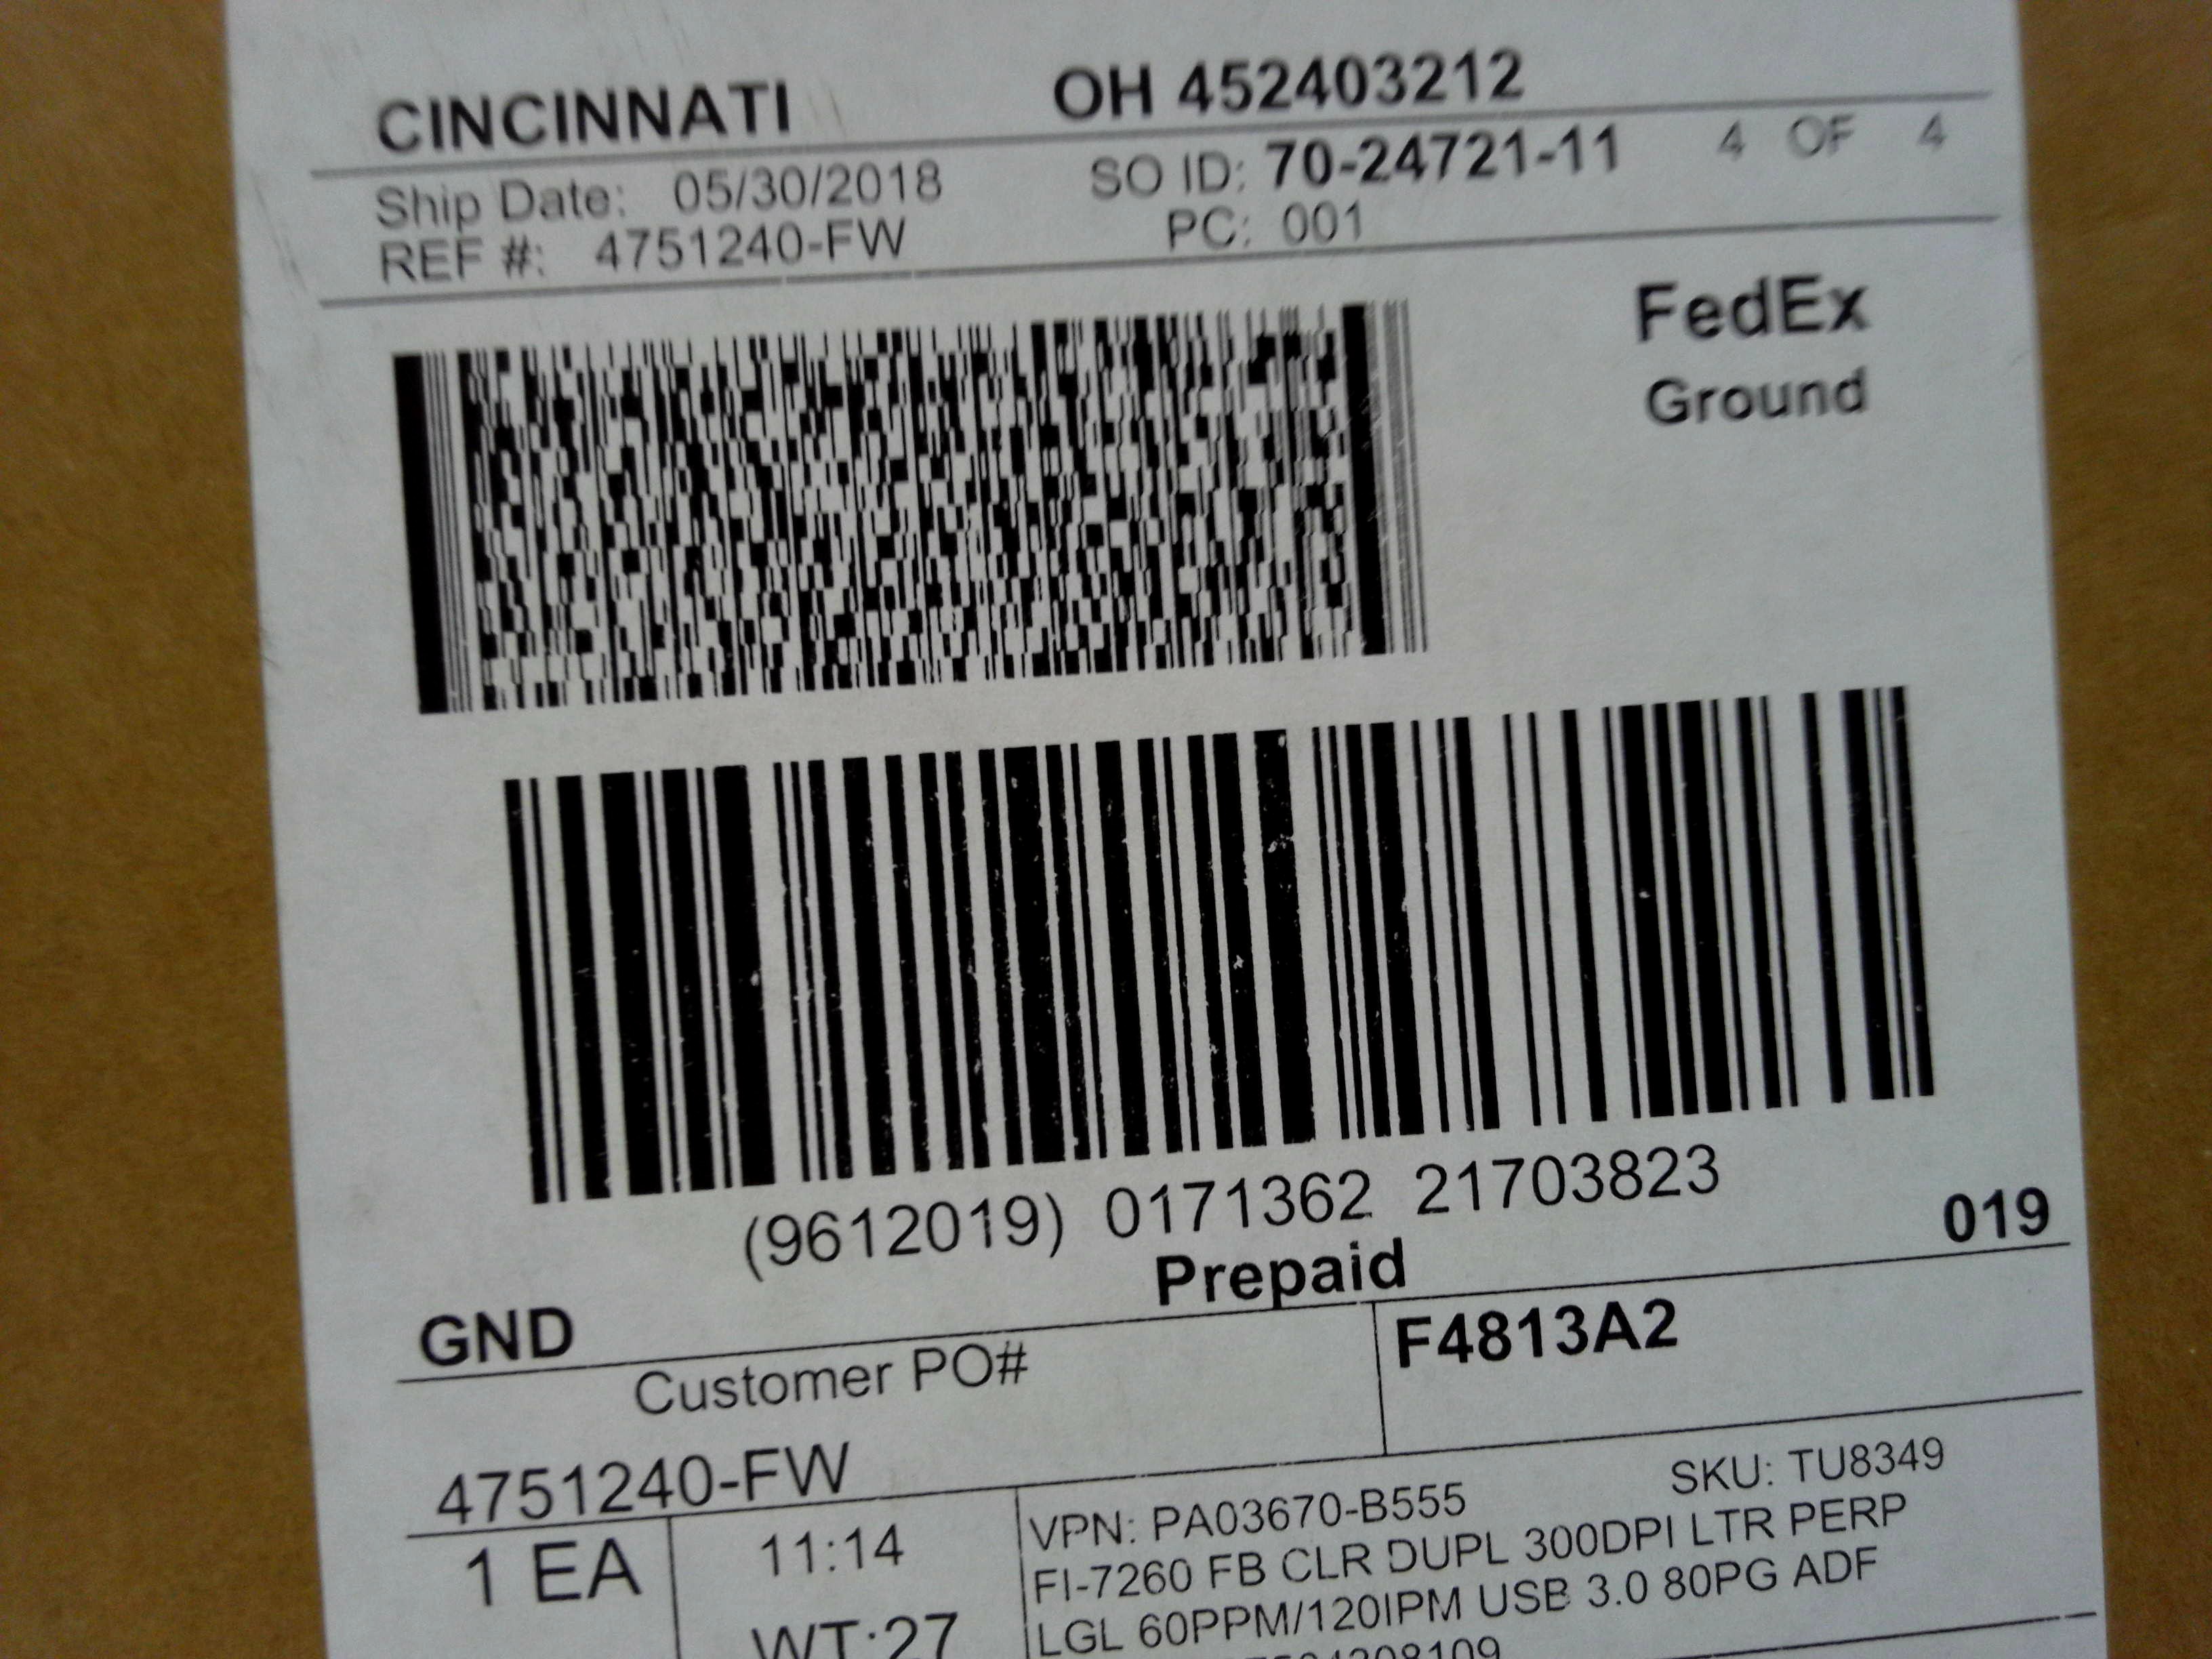 CINCINNATI OH 452403212
Ship Date: 05/30/2018 SO ID: 70-24721-11 4 OF 4
REF #: 4751240-FW PC: 001
FedEx
Ground
(9612019) 0171362 21703823
019
Prepaid
GND
Customer PO# F4813A2
4751240-FW
1 EA
11:14
WT:27
VPN: PA03670-B555 SKU: TU8349
FI-7260 FB CLR DUPL 300DPI LTR PERP
LGL 60PPM/120IPM USB 3.0 80PG ADF